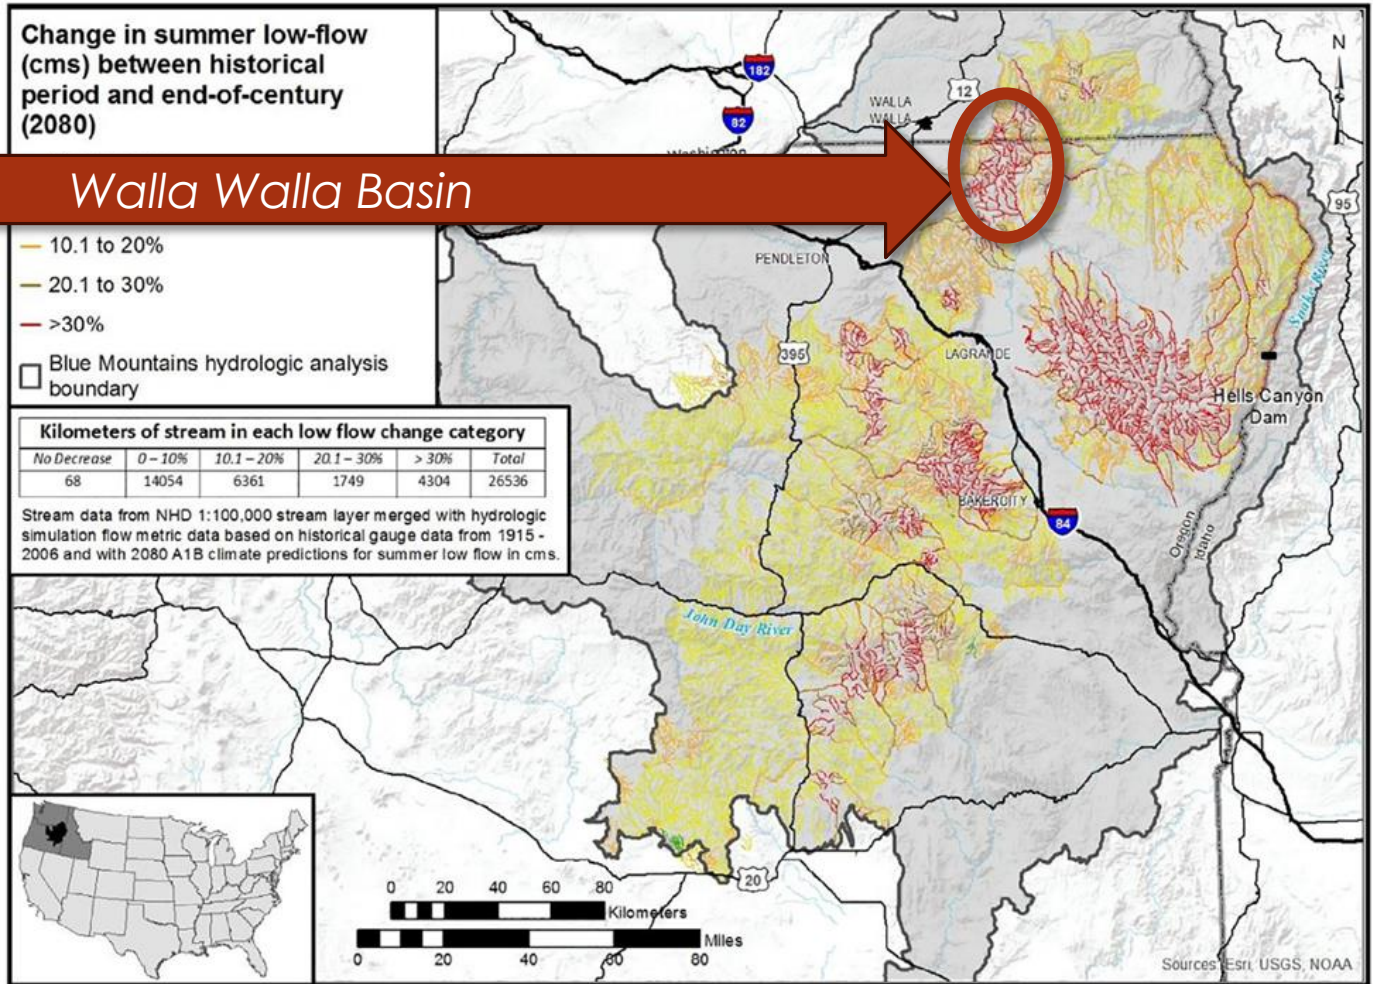 Change in summer low-flow
(cms) between historical
period and end-of-century
(2080)
Walla Walla Basin
10.1 to 20%
20.1 to 30%
>30%
Blue Mountains hydrologic analysis
boundary
Kilometers of stream in each low flow change category
No Decrease 0 – 10% 10.1 – 20% 20.1 – 30% > 30% Total
68 14054 6361 1749 4304 26536
Stream data from NHD 1:100,000 stream layer merged with hydrologic
simulation flow metric data based on historical gauge data from 1915 -
2006 and with 2080 A1B climate predictions for summer low flow in cms.
N
182
82
12
WALLA
WALLA
95
PENDLETON
Snake River
395
LAGRANDE
Hells Canyon
Dam
BAKERCITY
84
Oregon
Idaho
John Day River
20
0 20 40 60 80
Kilometers
Miles
0 20 40 60 80
Sources: Esri, USGS, NOAA